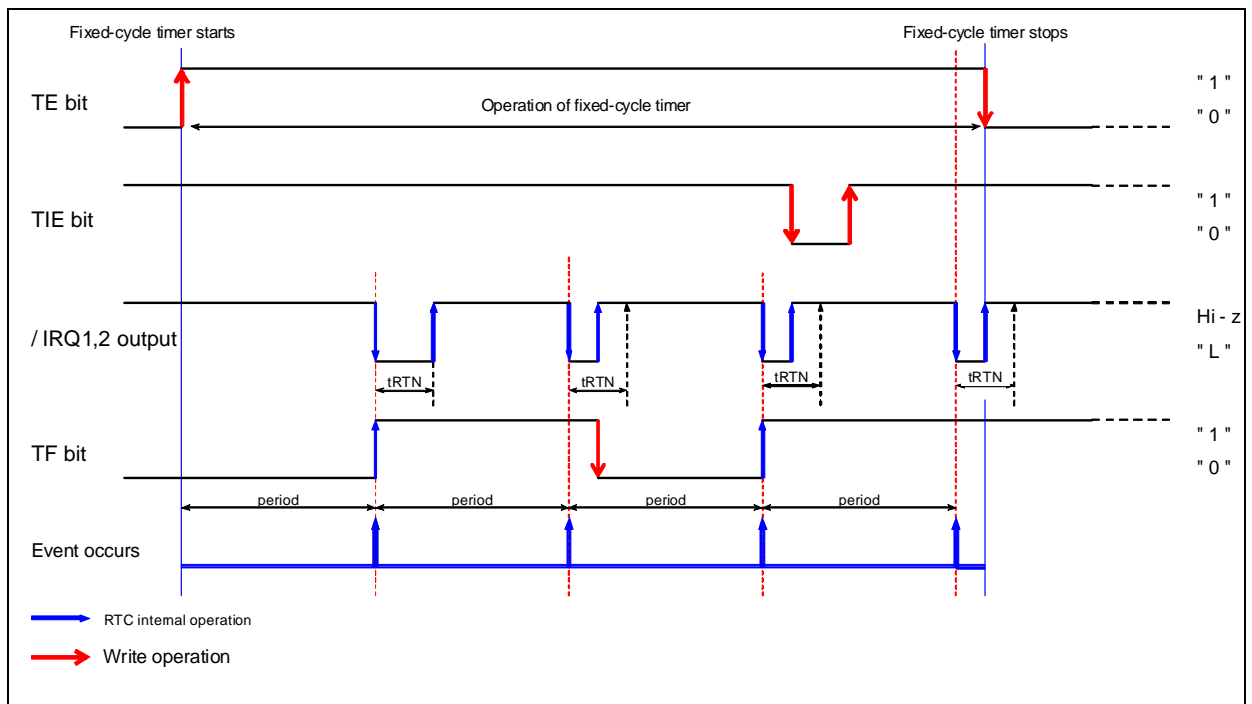 Fixed-cycle timer starts
Fixed-cycle timer stops
TE bit
Operation of fixed-cycle timer
" 1 "
" 0 "
TIE bit
" 1 "
" 0 "
/ IRQ1,2 output
Hi - z
" L "
tRTN
tRTN
tRTN
tRTN
TF bit
" 1 "
" 0 "
period
period
period
period
Event occurs
RTC internal operation
Write operation